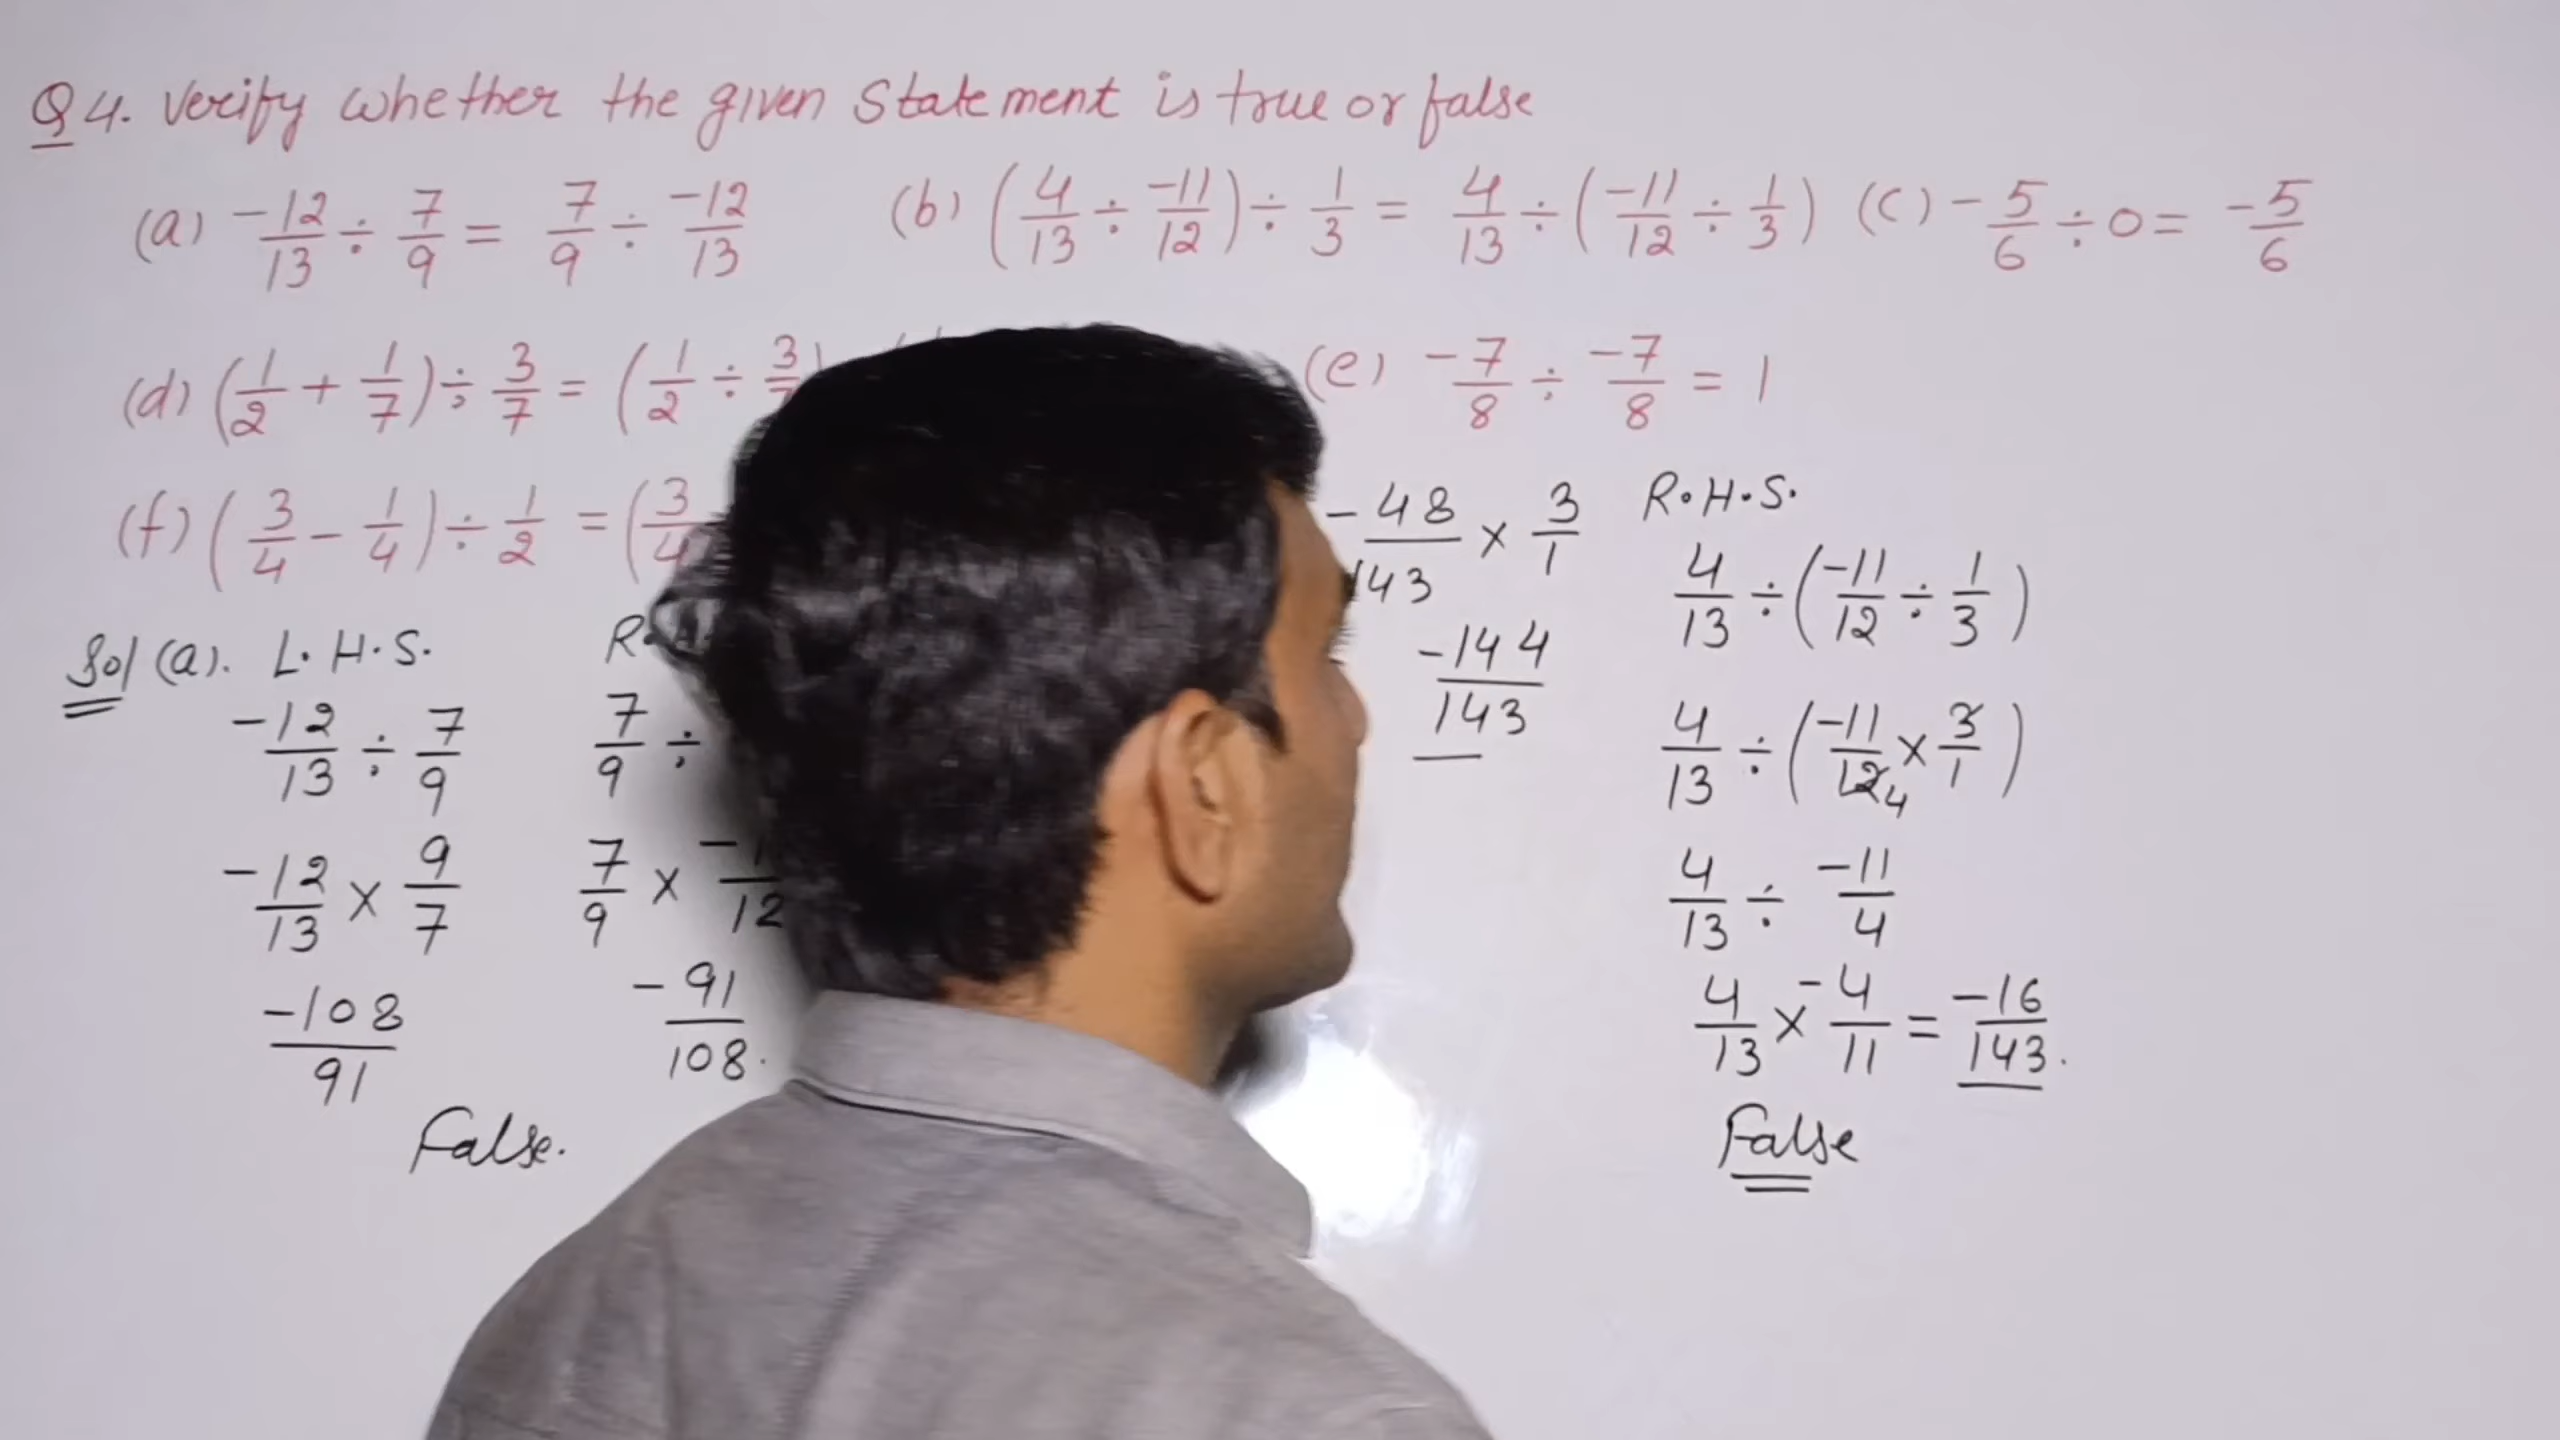 Q4. Verify whether the given Statement is true or false
(a) -12/13 ÷ 7/9 = 7/9 ÷ -12/13 (b) (4/13 ÷ -11/12) ÷ 1/3 = 4/13 ÷ (-11/12 ÷ 1/3) (c) -5/6 ÷ 0 = -5/6
(d) (1/2 + 1/7) ÷ 3/7 = (1/2 ÷ 3/ (e) -7/8 ÷ -7/8 = 1
(f) (3/4 - 1/4) ÷ 1/2 = (3/4
Sol (a). L.H.S.
-12/13 ÷ 7/9
-12/13 × 9/7
-108/91
7/9 ÷
7/9 × -1 /12
-91/108.
False.
-48/143 × 3/1
-144/143
R.H.S.
4/13 ÷ (-11/12 ÷ 1/3)
4/13 ÷ (-11/12 4 × 3/1)
4/13 ÷ -11/4
4/13 × -4/11 = -16/143.
False